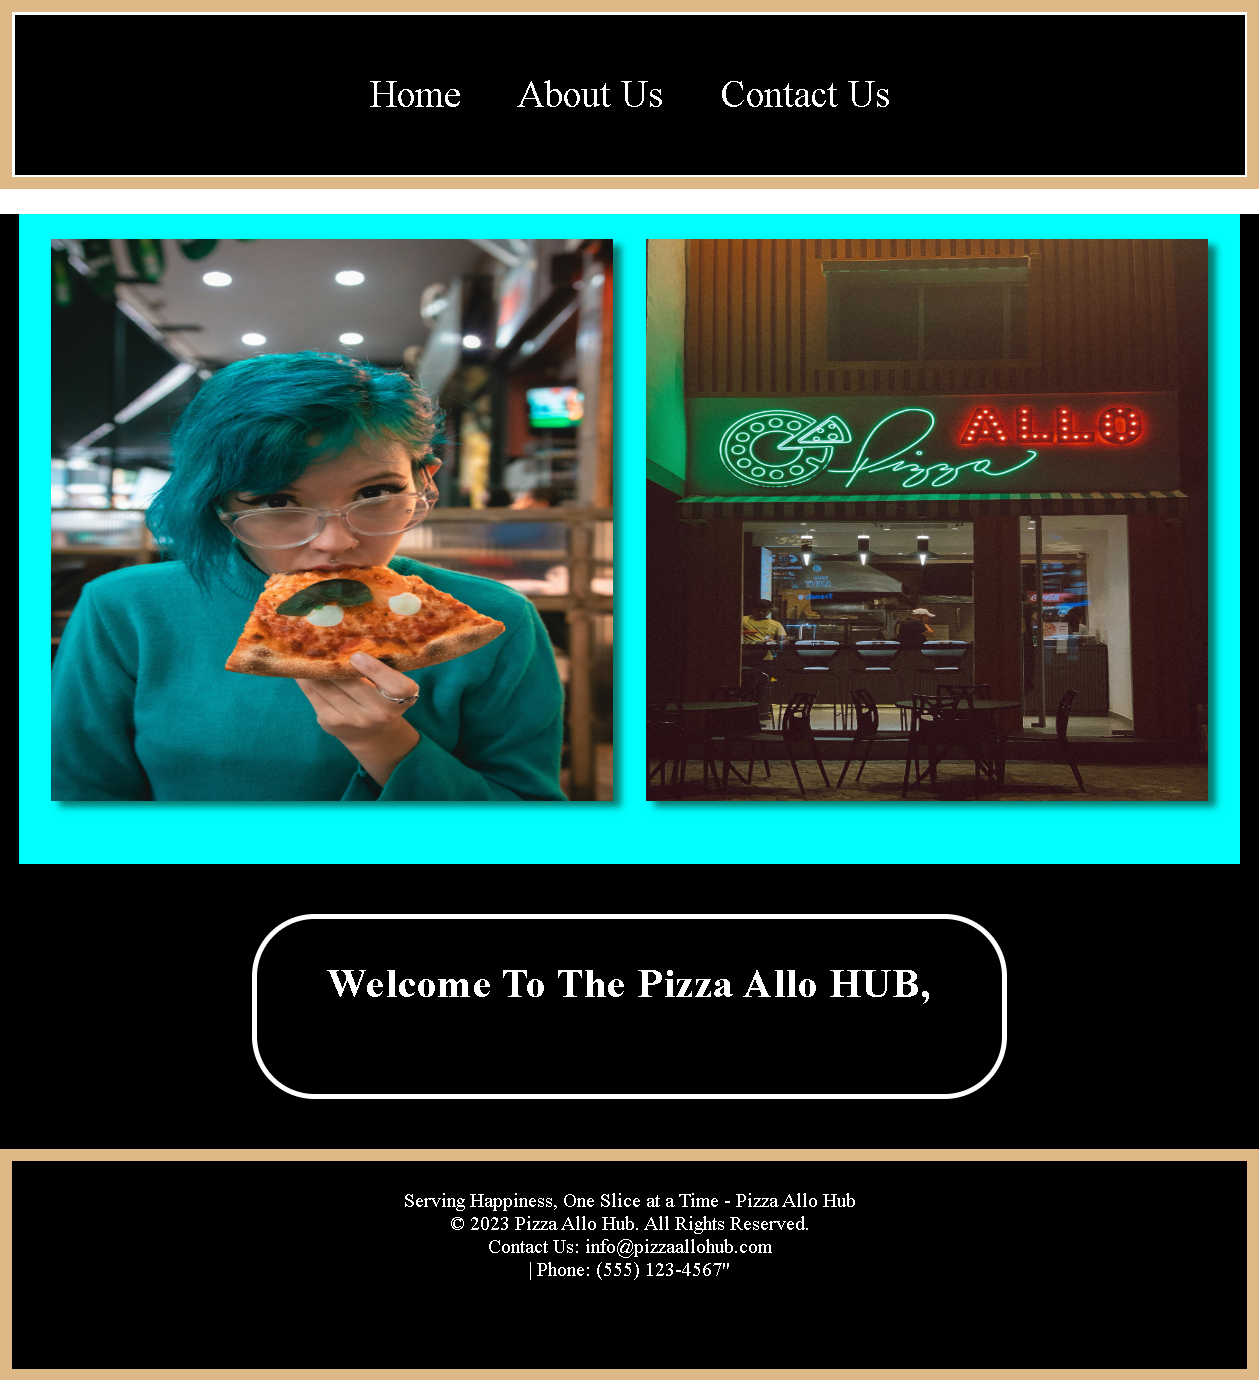 Home About Us Contact Us
Pizza ALLO
Welcome To The Pizza Allo HUB,
Serving Happiness, One Slice at a Time - Pizza Allo Hub
© 2023 Pizza Allo Hub. All Rights Reserved.
Contact Us: info@pizzaallohub.com
| Phone: (555) 123-4567"